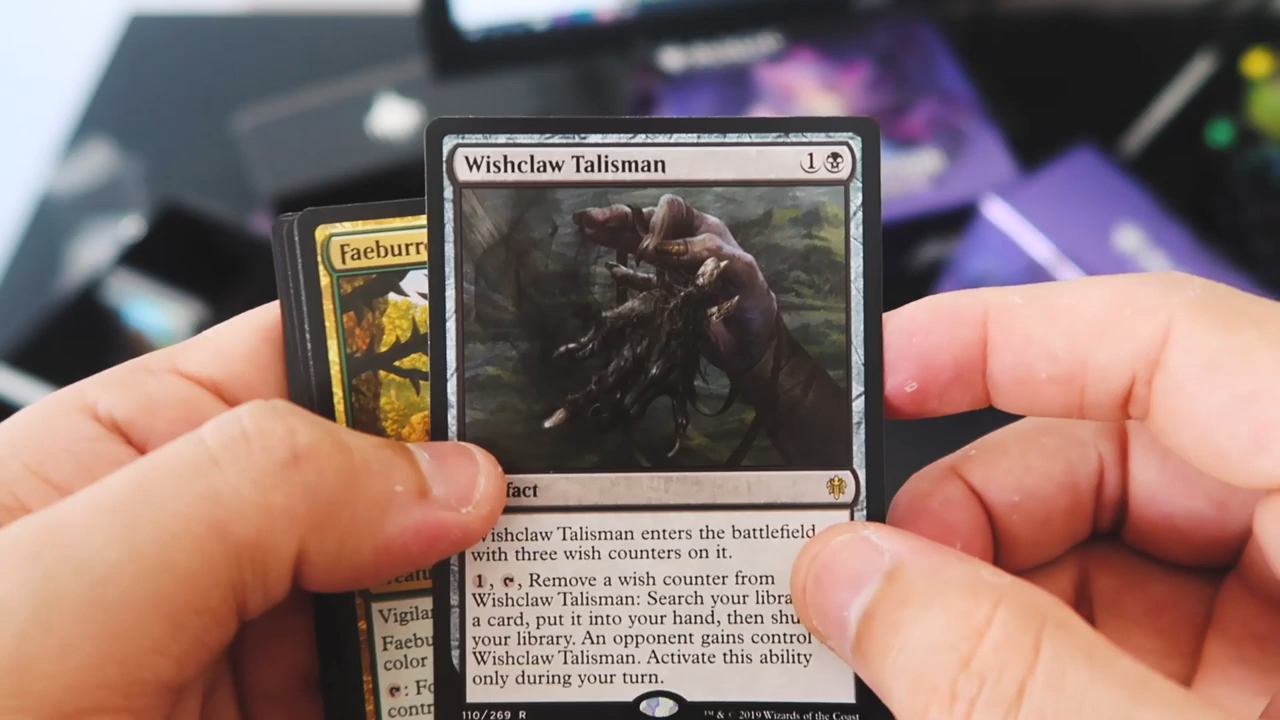 Wishclaw Talisman 1
Faeburr
fact
Wishclaw Talisman enters the battlefield
with three wish counters on it.
1, , Remove a wish counter from
Wishclaw Talisman: Search your libra
a card, put it into your hand, then shu
your library. An opponent gains control
Wishclaw Talisman. Activate this ability
only during your turn.
110/269 R
™ & © 2019 Wizards of the Coast
Vigila
Faebu
color
: Fo
contr